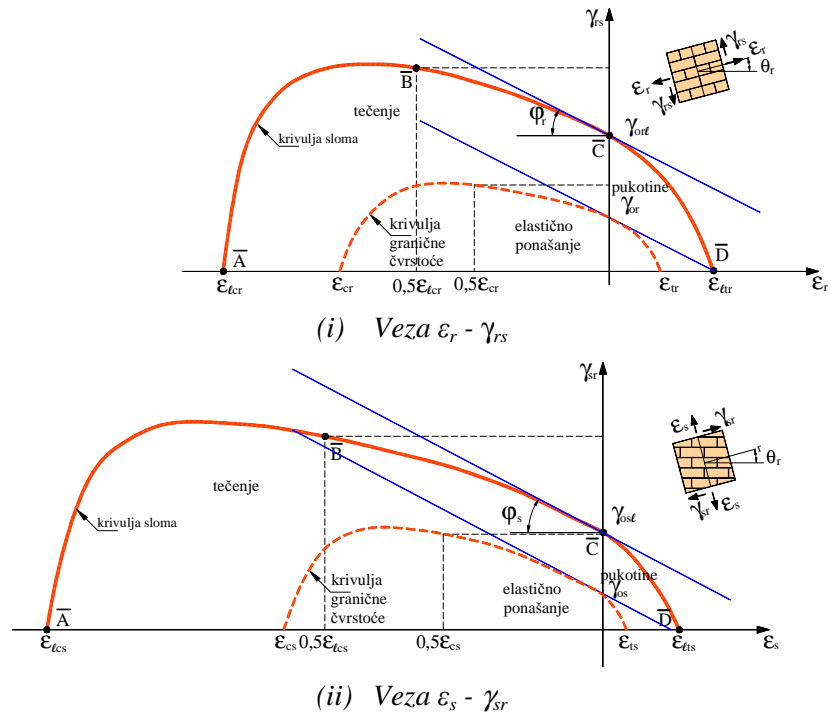 γrs
γrs
εr
θr
εr
γrs
B̅
tečenje
φr
γorℓ
C̅
krivulja sloma
pukotine
γor
krivulja
granične
čvrstoće
elastično
ponašanje
A̅
D̅
εℓcr
εcr
0,5εℓcr
0,5εcr
εtr
εℓtr
εr
(i) Veza εr - γrs
γsr
εs
γsr
r
θr
γsr
εs
B̅
tečenje
φs
γosℓ
C̅
krivulja sloma
pukotine
γos
krivulja
granične
čvrstoće
elastično
ponašanje
A̅
D̅
εℓcs
εcs
0,5εℓcs
0,5εcs
εts
εℓts
εs
(ii) Veza εs - γsr